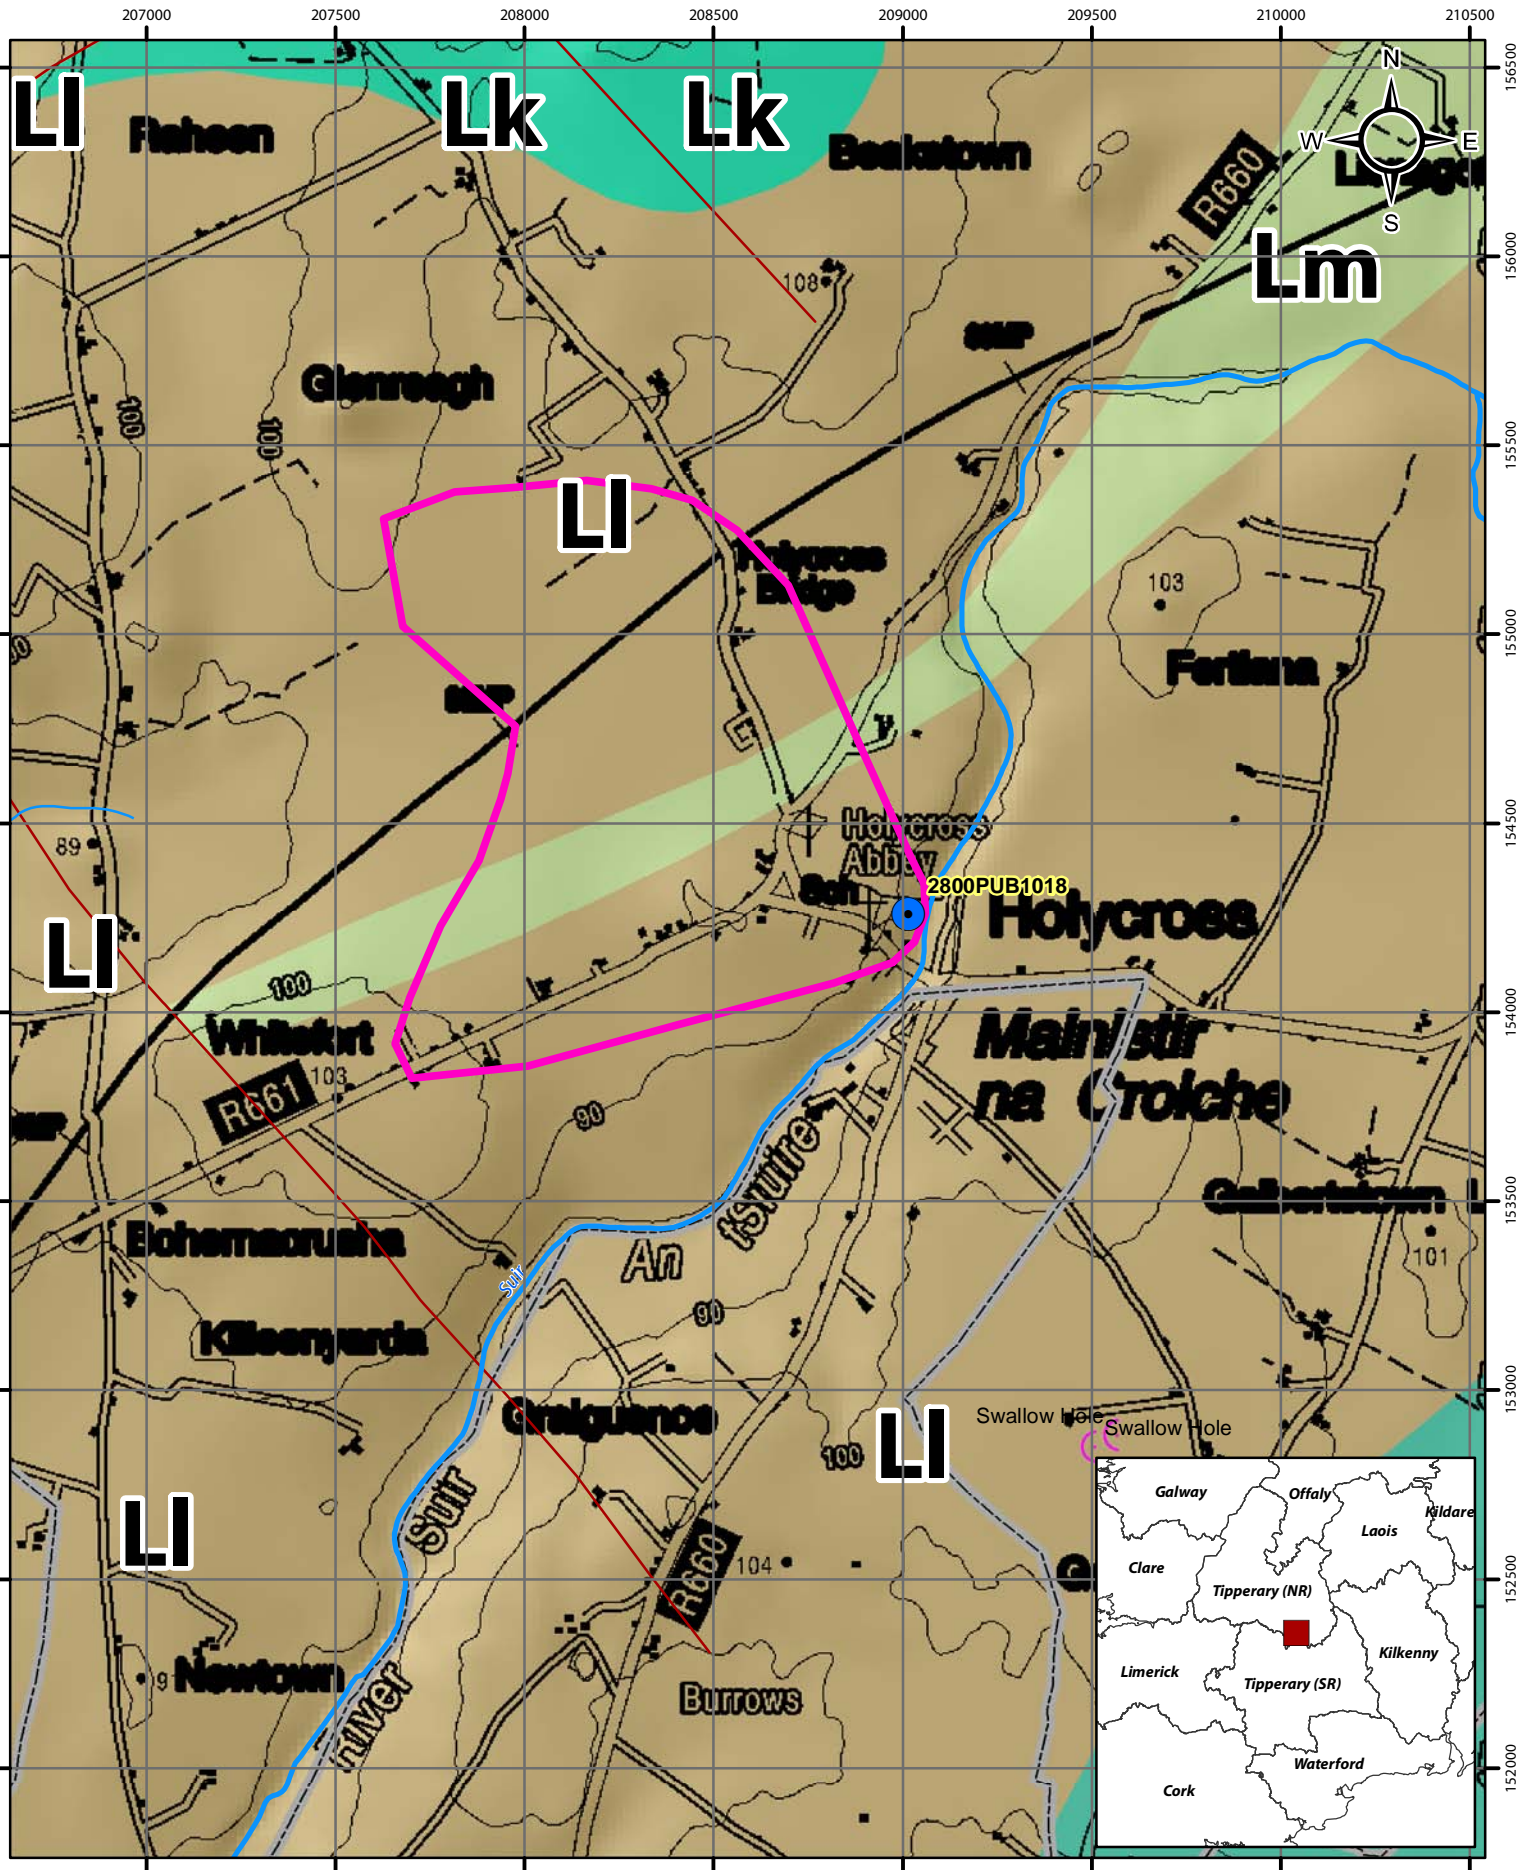 207000 207500 208000 208500 209000 209500 210000 210500
156500
N
W E
S
Ll
Lk
Lk
Raheen
Beakstown
R660
156000
Lm
108
155500
Glenreagh
100
100
Ll
Holycross
Bridge
103
155000
Fertiana
154500
89
Holycross
Abbey
Sch
2800PUB1018
Holycross
Ll
100
154000
Whitefort
Mainistir
na Croiche
R661
103
90
An tSiuire
153500
Bohernacrusha
101
Suir
90
Killeenyarda
153000
Craiguenoe
Swallow Hole
Swallow Hole
100
Ll
Ll
River Suir
R660
104
152500
Newtown
Burrows
152000
Galway
Offaly
Kildare
Laois
Clare
Tipperary (NR)
Kilkenny
Limerick
Tipperary (SR)
Waterford
Cork